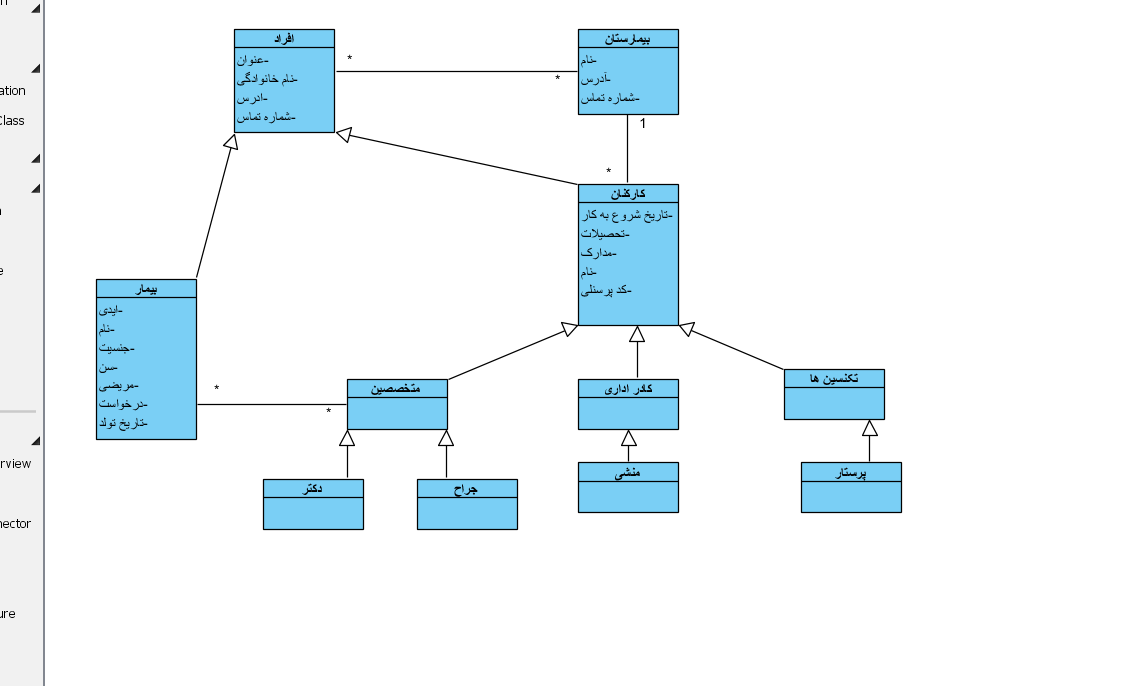 ation
Class
rview
nector
ure
افراد
-عنوان
-نام خانوادگی
-ادرس
-شماره تماس
*
*
بیمارستان
-نام
-آدرس
-شماره تماس
1
*
کارکنان
-تاریخ شروع به کار
-تحصیلات
-مدارک
-نام
-کد پرسنلی
بیمار
-ایدی
-نام
-جنسیت
-سن
-مریضی
-درخواست
-تاریخ تولد
*
*
متخصصین
کادر اداری
تکنسین ها
دکتر
جراح
منشی
پرستار